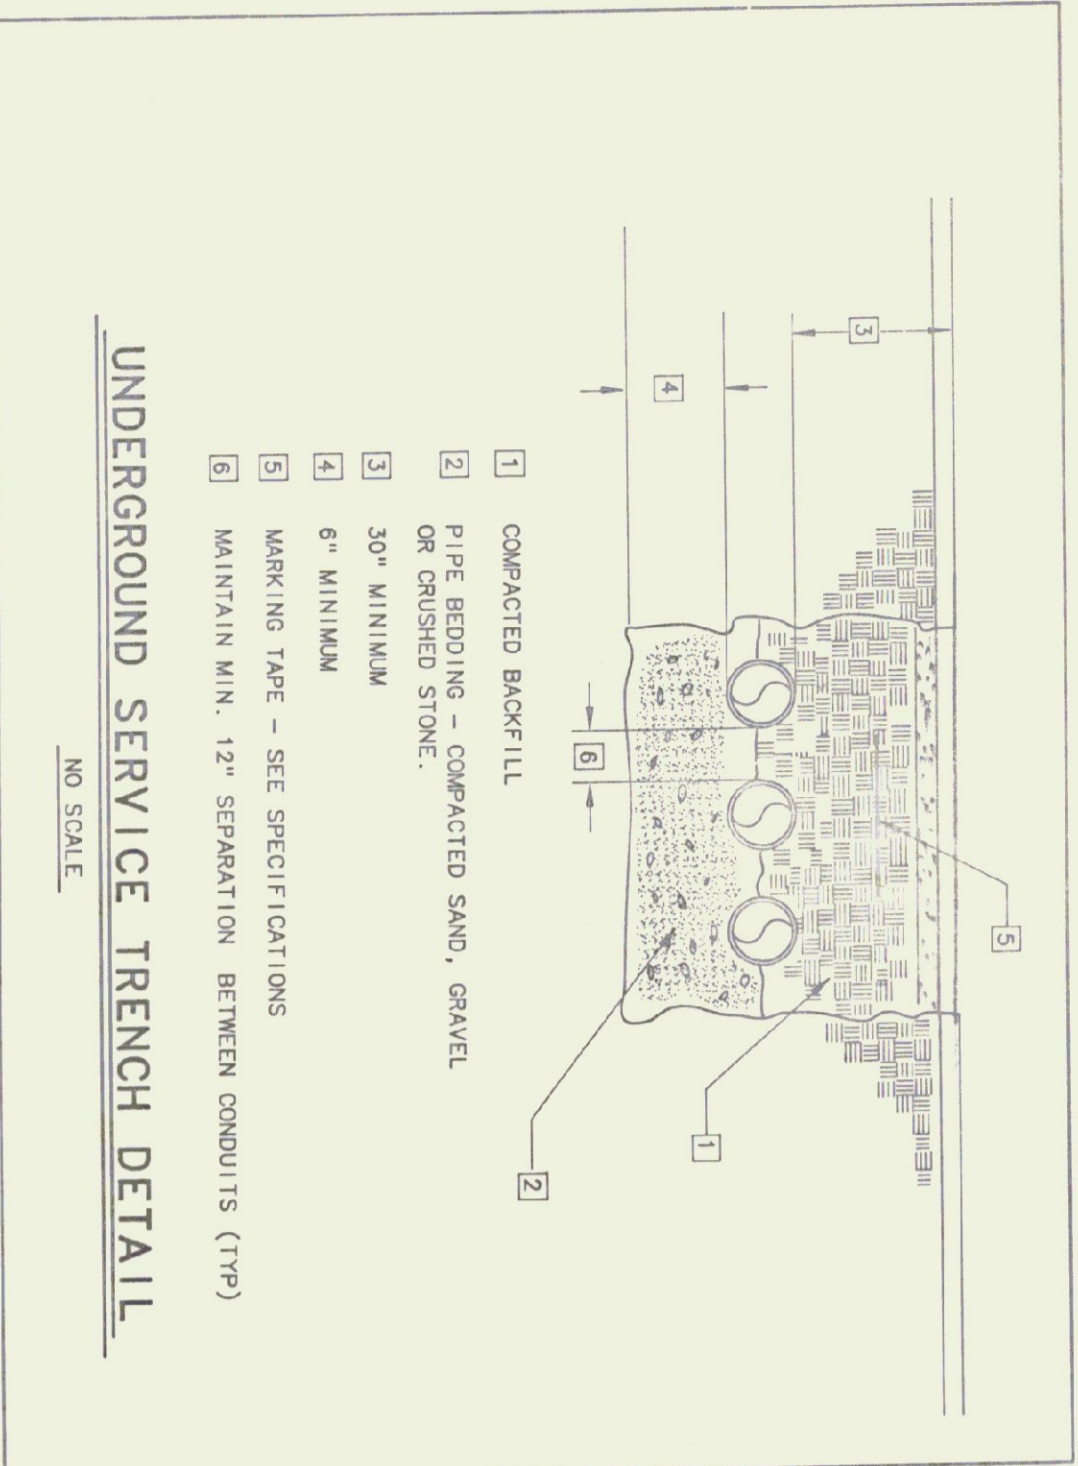 5
3
4
1
2
6
1 COMPACTED BACKFILL
2 PIPE BEDDING - COMPACTED SAND, GRAVEL
OR CRUSHED STONE.
3 30" MINIMUM
4 6" MINIMUM
5 MARKING TAPE - SEE SPECIFICATIONS
6 MAINTAIN MIN. 12" SEPARATION BETWEEN CONDUITS (TYP)
UNDERGROUND SERVICE TRENCH DETAIL
NO SCALE